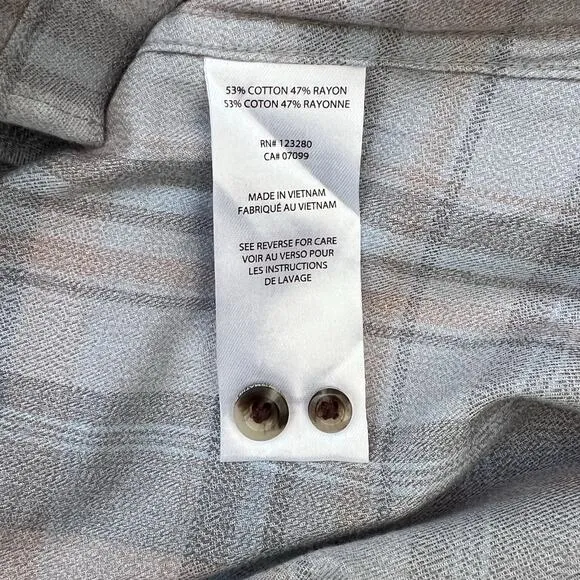 53% COTTON 47% RAYON
53% COTON 47% RAYONNE
RN# 123280
CA# 07099
MADE IN VIETNAM
FABRIQUÉ AU VIETNAM
SEE REVERSE FOR CARE
VOIR AU VERSO POUR
LES INSTRUCTIONS
DE LAVAGE